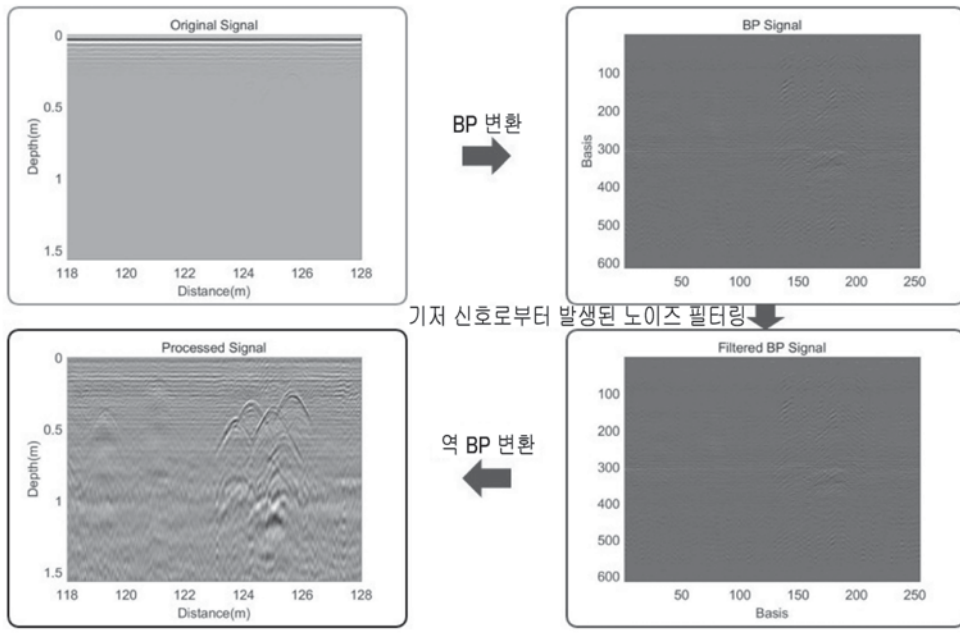 Original Signal
0
0.5
1
1.5
Depth(m)
118 120 122 124 126 128
Distance(m)
BP 변환
BP Signal
100
200
300
400
500
600
Basis
50 100 150 200 250
기저 신호로부터 발생된 노이즈 필터링
Processed Signal
0
0.5
1
1.5
Depth(m)
118 120 122 124 126 128
Distance(m)
역 BP 변환
Filtered BP Signal
100
200
300
400
500
600
50 100 150 200 250
Basis